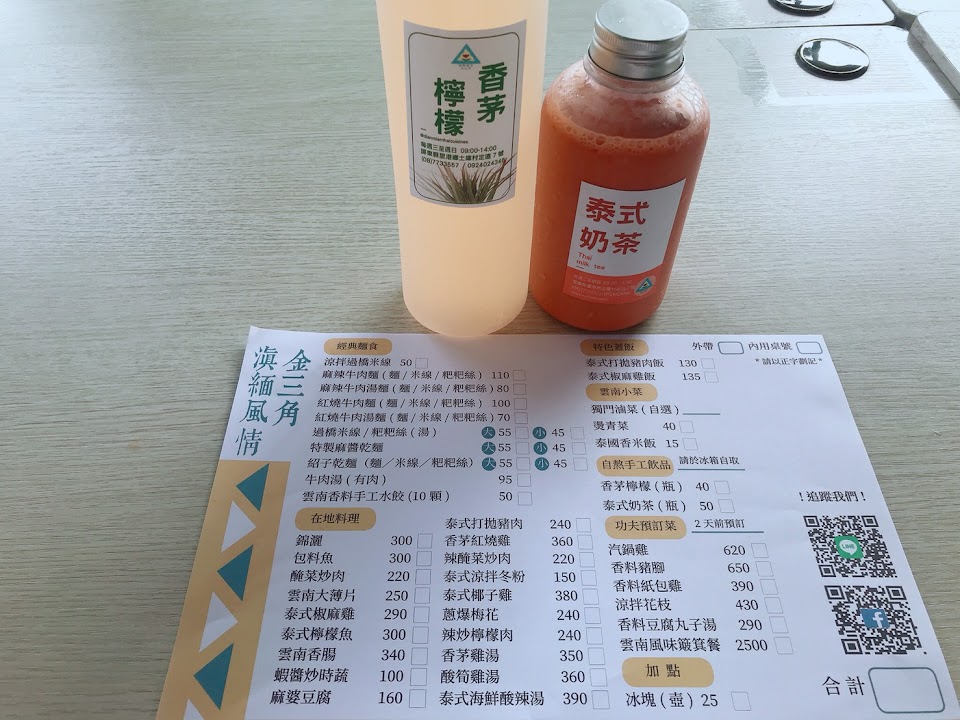 香茅
檸檬
每週三至週日 09:00-14:00
泰式
奶茶
Thai
milk tea
金三角
滇緬風情
經典麵食
涼拌過橋米線 50
麻辣牛肉麵 ( 麵 / 米線 / 粑粑絲 ) 110
麻辣牛肉湯麵 ( 麵 / 米線 / 粑粑絲 ) 80
紅燒牛肉麵 ( 麵 / 米線 / 粑粑絲 ) 100
紅燒牛肉湯麵 ( 麵 / 米線 / 粑粑絲 ) 70
過橋米線 / 粑粑絲 ( 湯 ) 大 55 小 45
特製麻醬乾麵 大 55 小 45
紹子乾麵 ( 麵 / 米線 / 粑粑絲 ) 大 55 小 45
牛肉湯 ( 有肉 ) 95
雲南香料手工水餃 (10 顆 ) 50
在地料理
錦灑 300
包料魚 300
醃菜炒肉 220
雲南大薄片 250
泰式椒麻雞 290
泰式檸檬魚 300
雲南香腸 340
蝦醬炒時蔬 100
麻婆豆腐 160
泰式打拋豬肉 240
香茅紅燒雞 360
辣醃菜炒肉 220
泰式涼拌冬粉 150
泰式椰子雞 380
蔥爆梅花 240
辣炒檸檬肉 240
香茅雞湯 350
酸筍雞湯 360
泰式海鮮酸辣湯 390
特色蓋飯
泰式打拋豬肉飯 130
泰式椒麻雞飯 135
雲南小菜
獨門滷菜 ( 自選 )
燙青菜 40
泰國香米飯 15
自熬手工飲品 請於冰箱自取
香茅檸檬 ( 瓶 ) 40
泰式奶茶 ( 瓶 ) 50
功夫預訂菜 2 天前預訂
汽鍋雞 620
香料豬腳 650
香料紙包雞 390
涼拌花枝 430
香料豆腐丸子湯 290
雲南風味簸箕餐 2500
加點
冰塊 ( 壺 ) 25
外帶 內用桌號
* 請以正字劃記 *
! 追蹤我們 !
LINE
f
合計